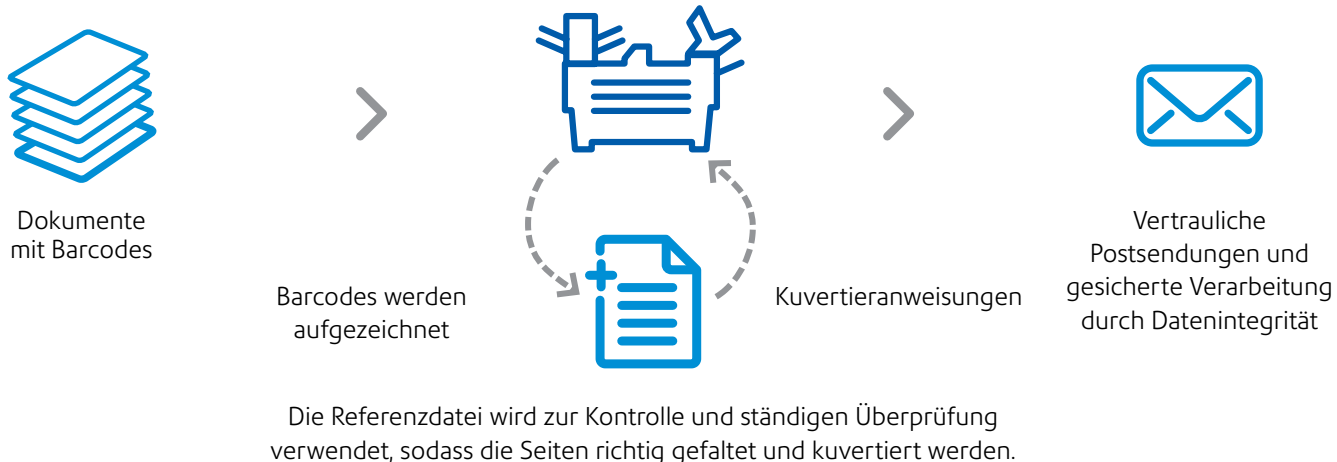 Dokumente
mit Barcodes
Barcodes werden
aufgezeichnet
Kuvertieranweisungen
Vertrauliche
Postsendungen und
gesicherte Verarbeitung
durch Datenintegrität
Die Referenzdatei wird zur Kontrolle und ständigen Überprüfung
verwendet, sodass die Seiten richtig gefaltet und kuvertiert werden.